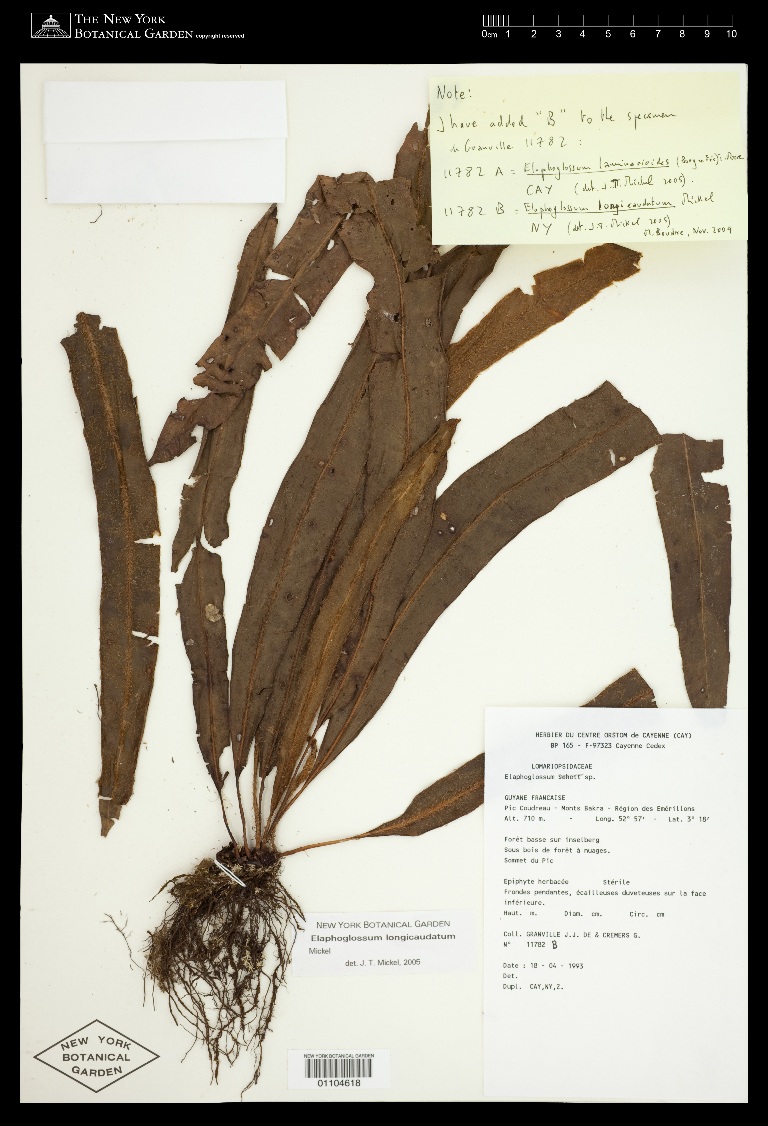 THE NEW YORK
BOTANICAL GARDEN copyright reserved
0cm 1 2 3 4 5 6 7 8 9 10
Note:
I have added "B" to the specimen
de Granville 11782 :
11782 A = Elaphoglossum laminarioides
CAY (det. J.T. Mickel 2005).
11782 B = Elaphoglossum longicaudatum Mickel
NY (det. J.T. Mickel 2005)
M. Boudrie, Nov. 2009
HERBIER DU CENTRE ORSTOM de CAYENNE (CAY)
BP 165 - F-97323 Cayenne Cedex
LOMARIOPSIDACEAE
Elaphoglossum Schott sp.
GUYANE FRANCAISE
Pic Coudreau - Monts Bakra - Région des Emérillons
Alt. 710 m. - Long. 52° 57' - Lat. 3° 18'
Forêt basse sur inselberg
Sous bois de forêt à nuages.
Sommet du Pic
Epiphyte herbacée Stérile
Frondes pendantes, écailleuses duveteuses sur la face
inférieure.
Haut. m. Diam. cm. Circ. cm
Coll. GRANVILLE J.J. DE & CREMERS G.
N° 11782 B
Date : 18 - 04 - 1993
Det.
Dupl. CAY,NY,Z.
NEW YORK BOTANICAL GARDEN
Elaphoglossum longicaudatum
Mickel
det. J. T. Mickel, 2005
NEW YORK
BOTANICAL
GARDEN
NEW YORK BOTANICAL GARDEN
01104618